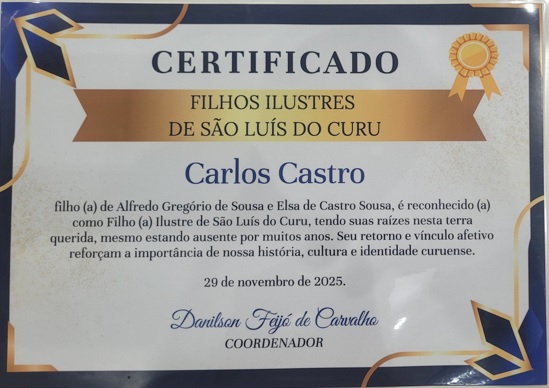 CERTIFICADO
FILHOS ILUSTRES
DE SÃO LUÍS DO CURU
Carlos Castro
filho (a) de Alfredo Gregório de Sousa e Elsa de Castro Sousa, é reconhecido (a)
como Filho (a) Ilustre de São Luís do Curu, tendo suas raízes nesta terra
querida, mesmo estando ausente por muitos anos. Seu retorno e vínculo afetivo
reforçam a importância de nossa história, cultura e identidade curuense.
29 de novembro de 2025.
Danilson Feijó de Carvalho
COORDENADOR